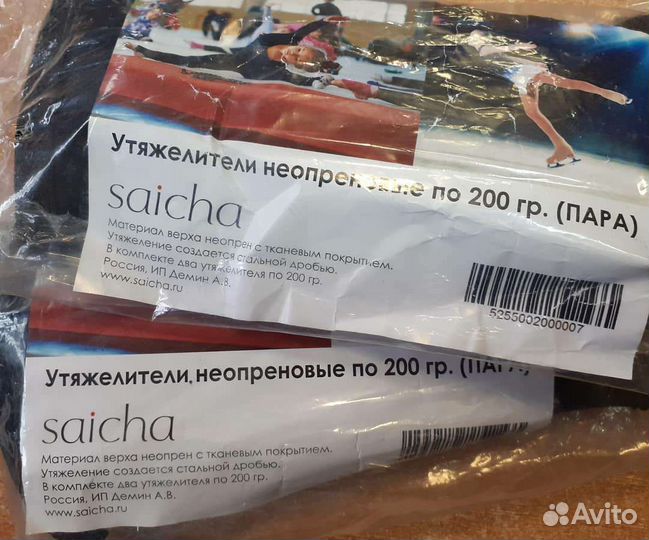 Утяжелители неопреновые по 200 гр. (ПАРА)
saicha
Материал верха неопрен с тканевым покрытием.
Утяжеление создается стальной дробью.
В комплекте два утяжелителя по 200 гр.
Россия, ИП Демин А.В.
www.saicha.ru
5255002000007
Утяжелители неопреновые по 200 гр. (ПАРА)
saicha
Материал верха неопрен с тканевым покрытием.
Утяжеление создается стальной дробью.
В комплекте два утяжелителя по 200 гр.
Россия, ИП Демин А.В.
www.saicha.ru
Avito